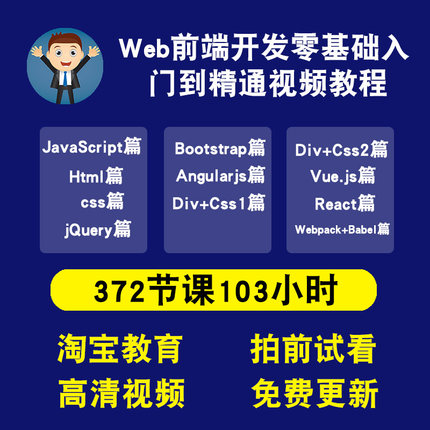 Web前端开发零基础入
门到精通视频教程
JavaScript篇
Html篇
css篇
jQuery篇
Bootstrap篇
Angularjs篇
Div+Css1篇
Div+Css2篇
Vue.js篇
React篇
Webpack+Babel篇
372节课103小时
淘宝教育 拍前试看
高清视频 免费更新